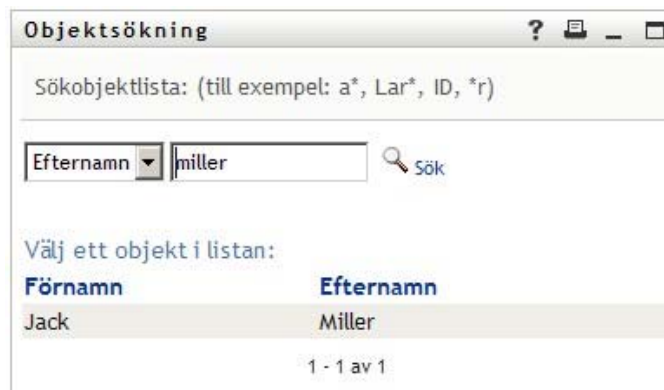 Objektsökning ?
Sökobjektlista: (till exempel: a*, Lar*, ID, *r)
Efternamn miller Sök
Välj ett objekt i listan:
Förnamn Efternamn
Jack Miller
1 - 1 av 1